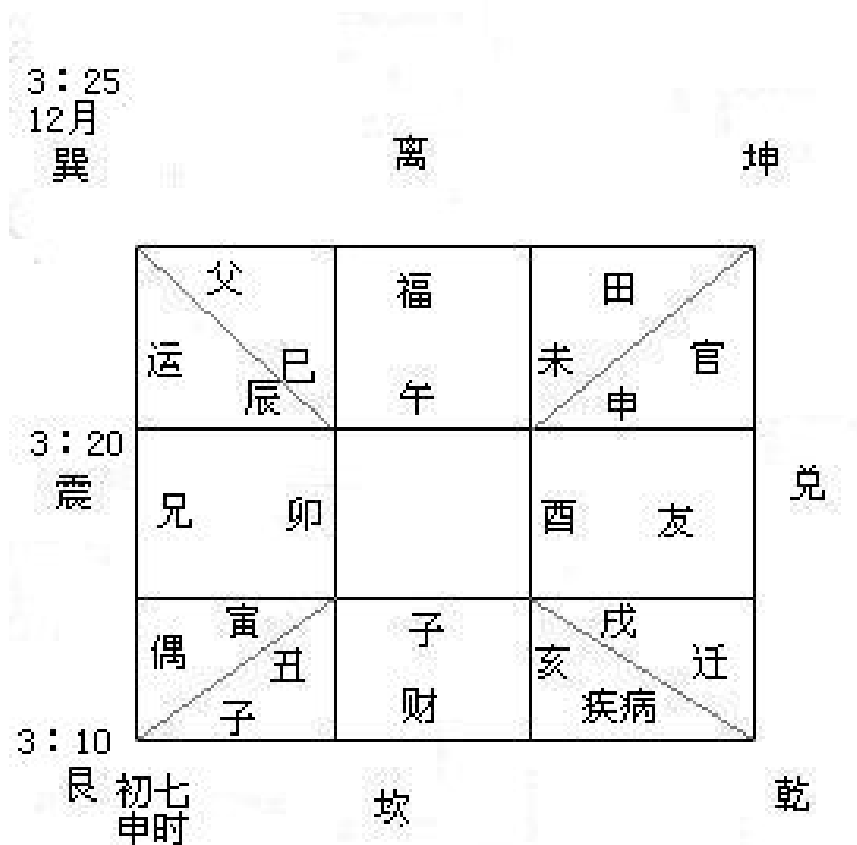 3：25
12月
巽
离
坤
父
福
田
运
巳
辰
午
未
官
申
3：20
震
兄
卯
酉
友
兑
偶
寅
丑
子
子
财
戌
亥
迁
疾病
3：10
艮
初七
申时
坎
乾